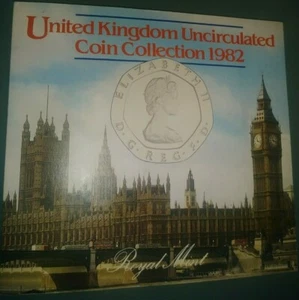 United Kingdom Uncirculated
Coin Collection 1982
ELIZABETH II
D·G·REG·F·D·
Royal Mint